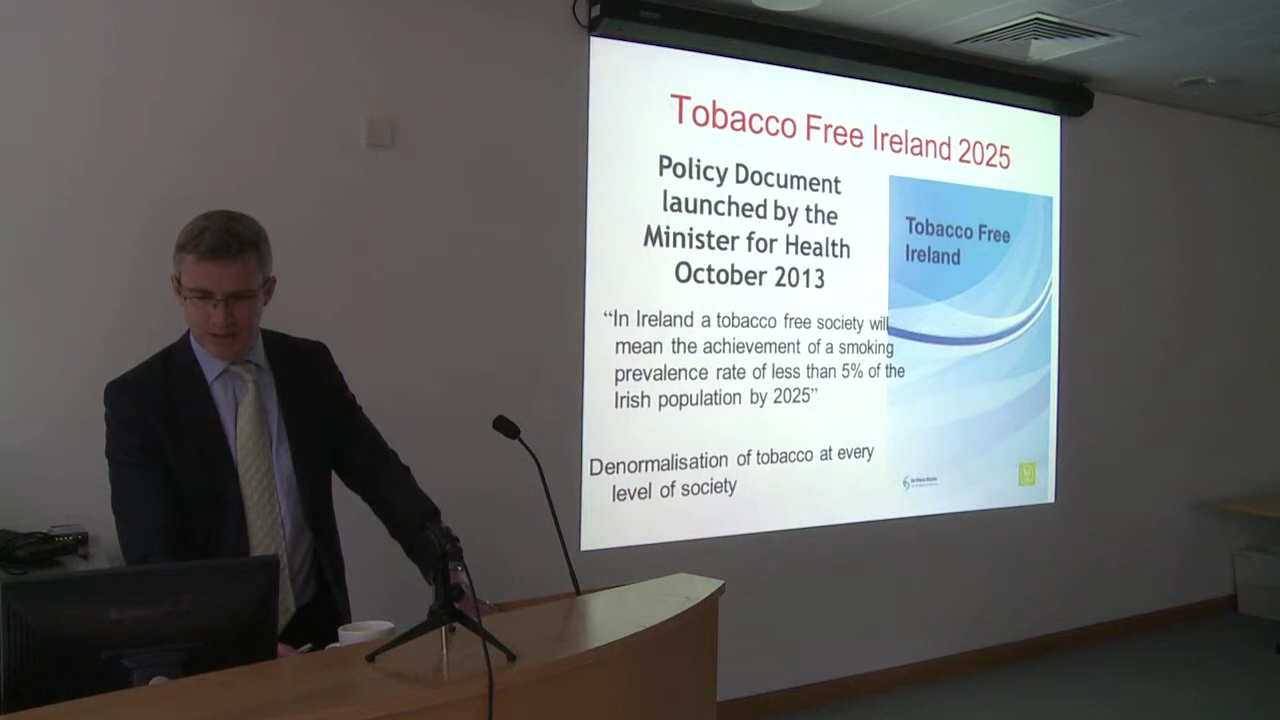 Tobacco Free Ireland 2025
Policy Document
launched by the
Minister for Health
October 2013
“In Ireland a tobacco free society will
mean the achievement of a smoking
prevalence rate of less than 5% of the
Irish population by 2025”
Denormalisation of tobacco at every
level of society
Tobacco Free
Ireland